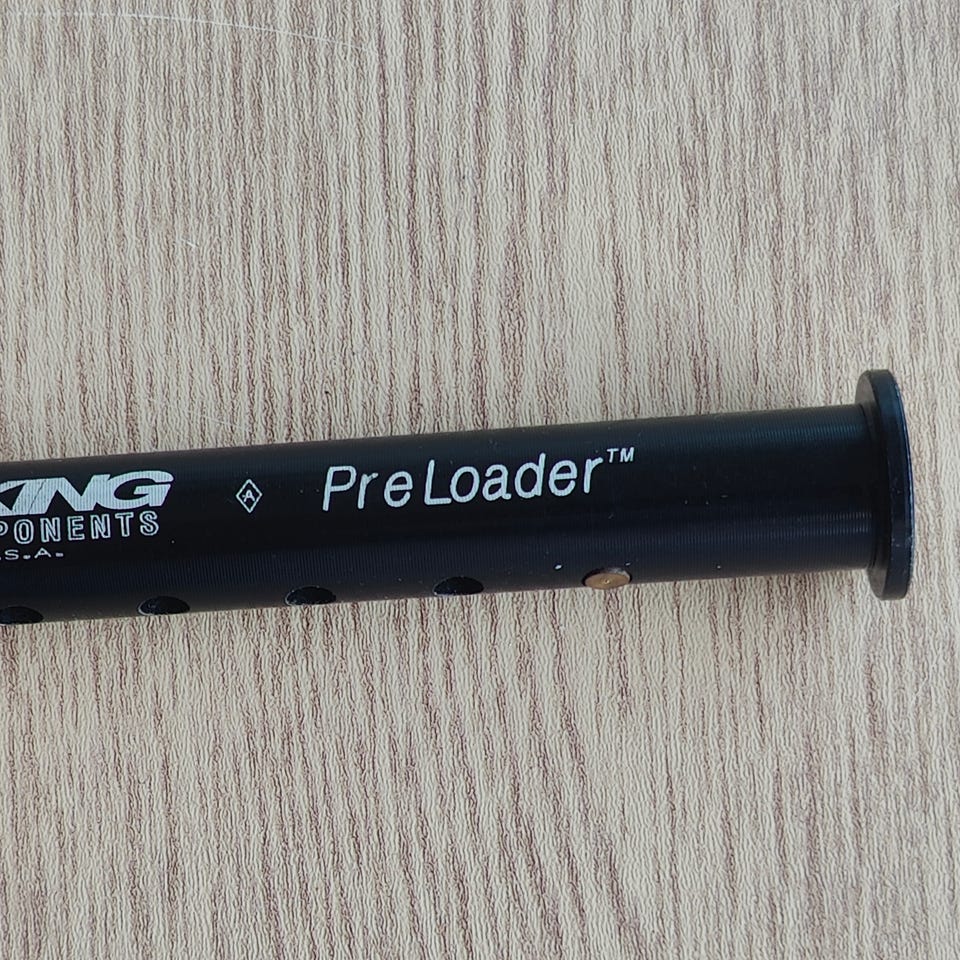 KING
PONENTS
S.A.
A
PreLoader™